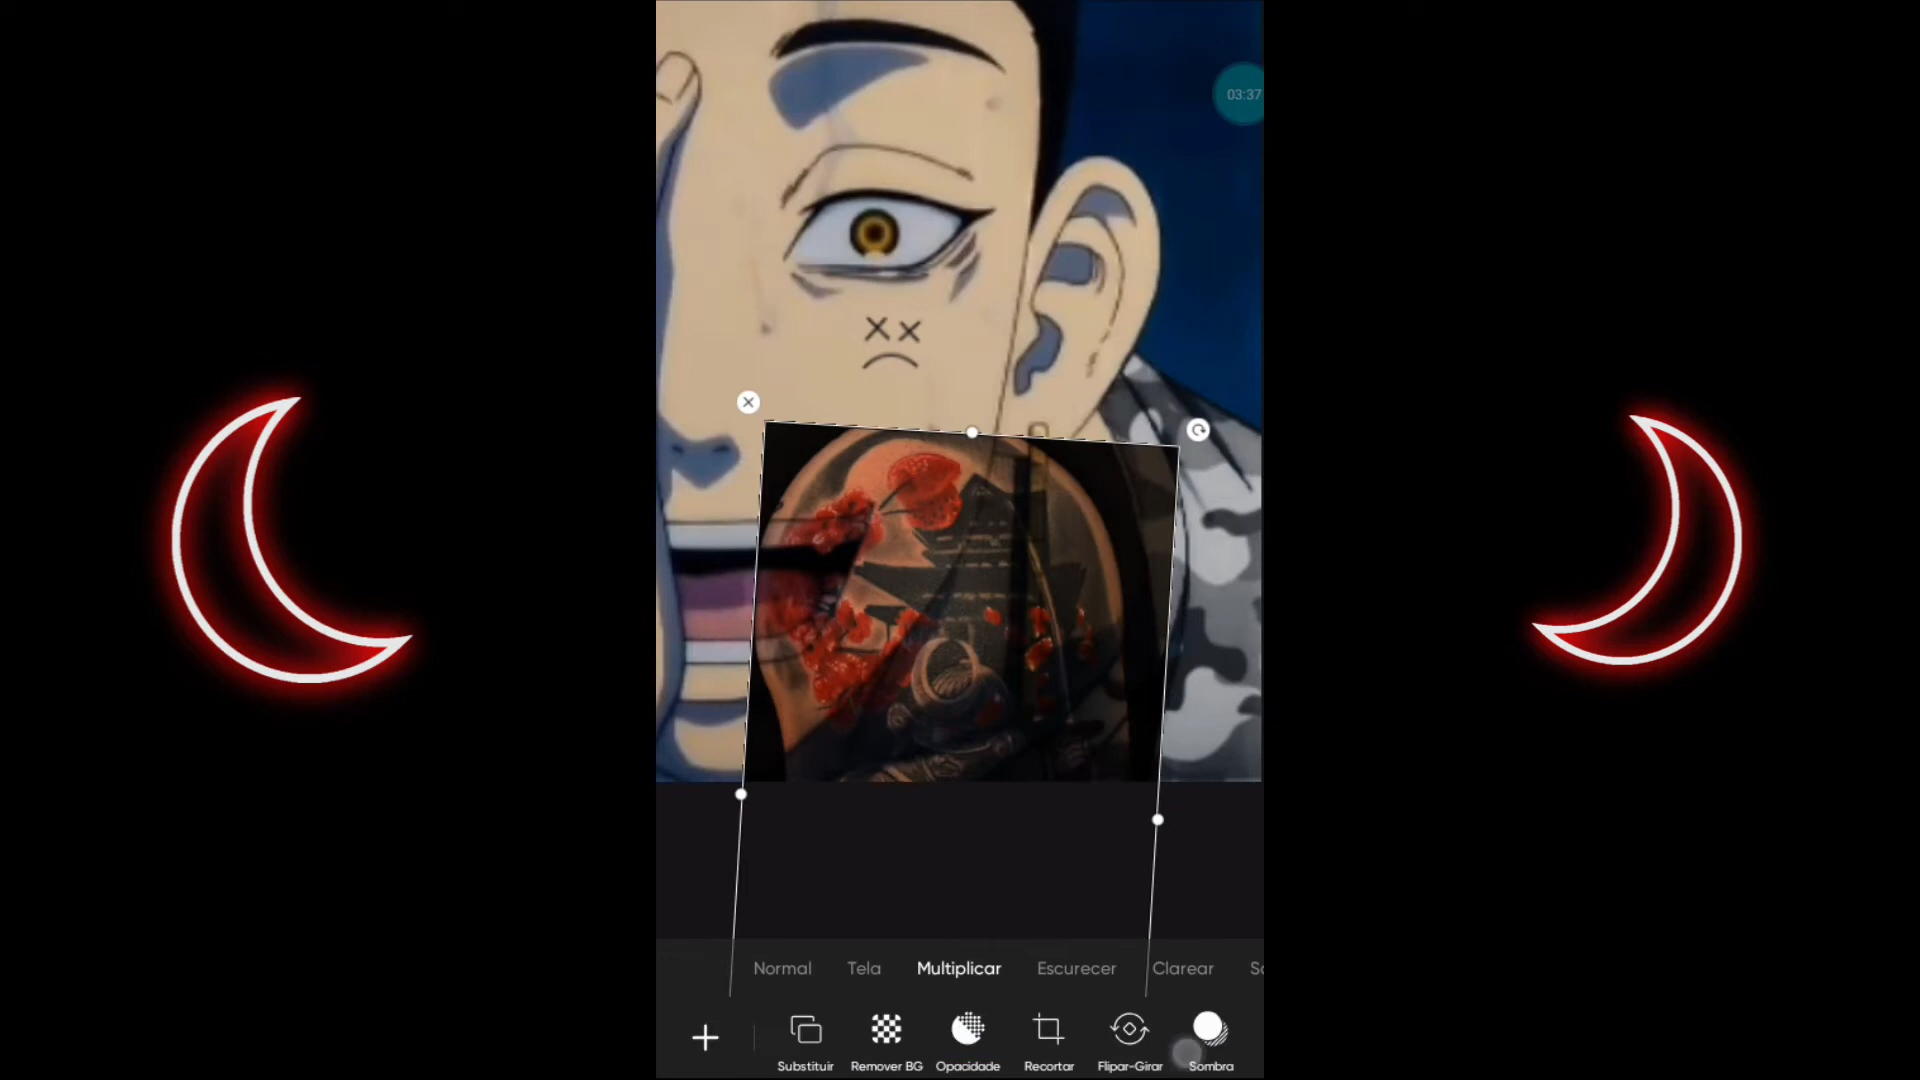 03:37
Normal Tela Multiplicar Escurecer Clarear
Substituir Remover BG Opacidade Recortar Flipar-Girar Sombra